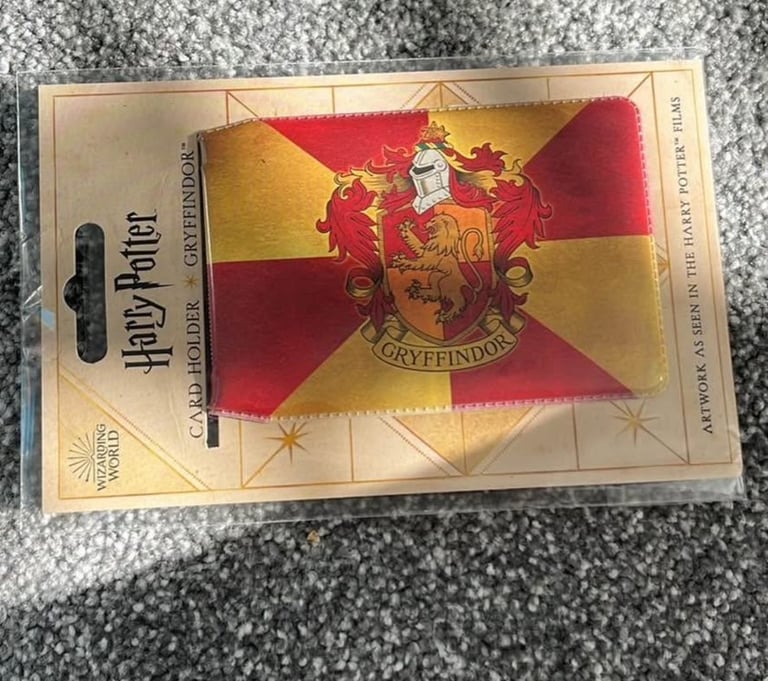 Harry Potter
CARD HOLDER ✶ GRYFFINDOR™
GRYFFINDOR
WIZARDING
WORLD
ARTWORK AS SEEN IN THE HARRY POTTER™ FILMS